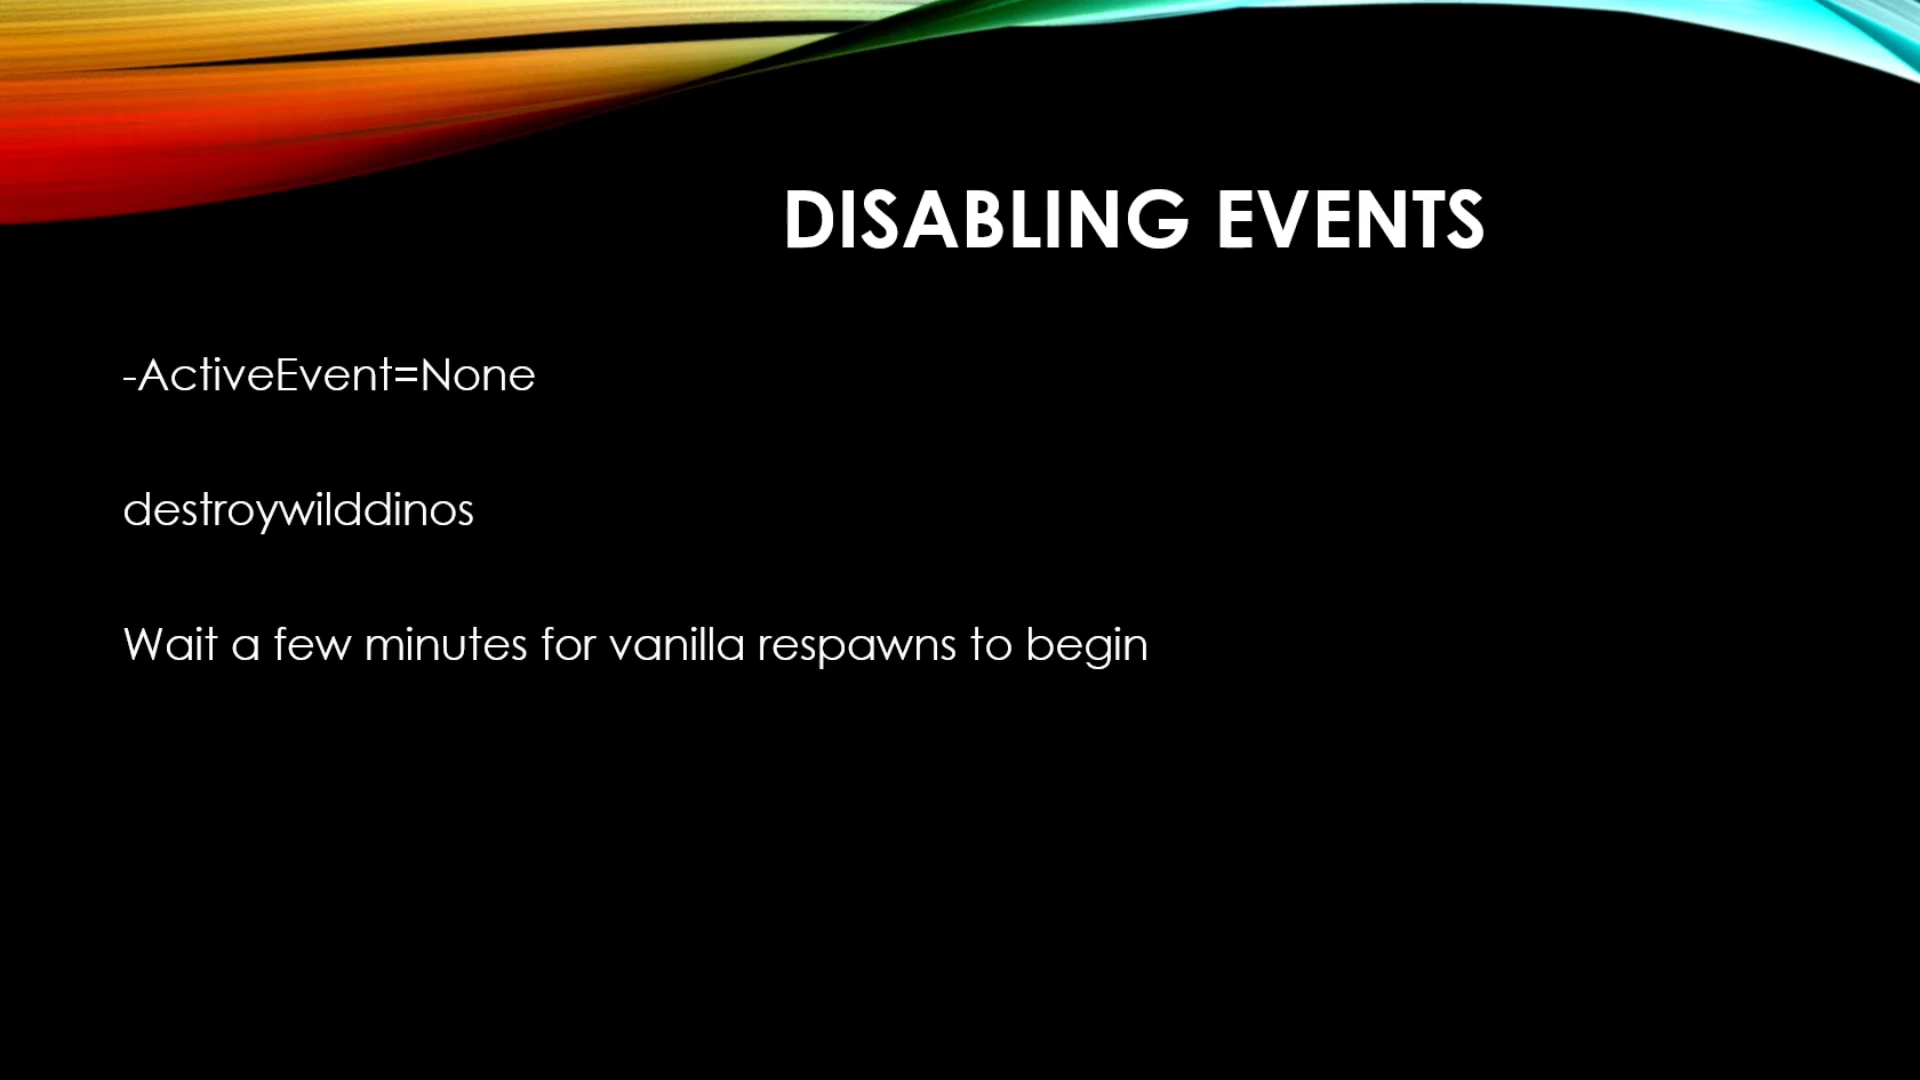 DISABLING EVENTS
-ActiveEvent=None
destroywilddinos
Wait a few minutes for vanilla respawns to begin